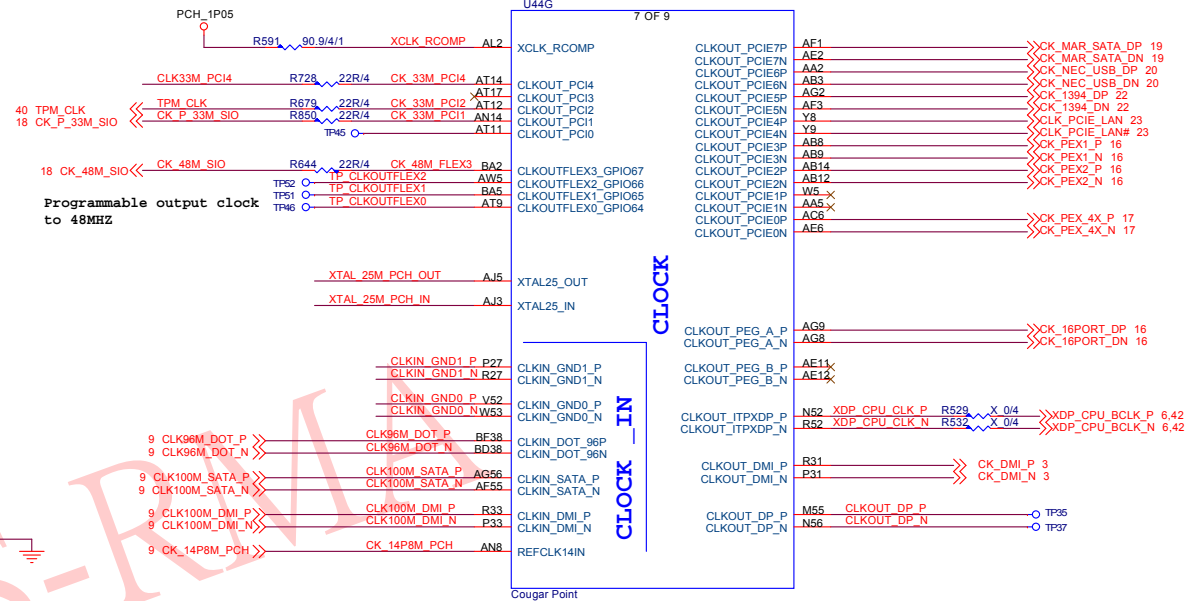 U44G
7 OF 9
PCH_1P05
R591 90.9/4/1 XCLK_RCOMP AL2 XCLK_RCOMP
CLK33M_PCI4 R728 22R/4 CK_33M_PCI4 AT14 CLKOUT_PCI4
AT17 CLKOUT_PCI3
40 TPM_CLK TPM_CLK R679 22R/4 CK_33M_PCI2 AT12 CLKOUT_PCI2
18 CK_P_33M_SIO CK_P_33M_SIO R850 22R/4 CK_33M_PCI1 AN14 CLKOUT_PCI1
TP45 AT11 CLKOUT_PCI0
18 CK_48M_SIO CK_48M_SIO R644 22R/4 CK_48M_FLEX3 BA2 CLKOUTFLEX3_GPIO67
TP52 TP_CLKOUTFLEX2 AW5 CLKOUTFLEX2_GPIO66
TP51 TP_CLKOUTFLEX1 BA5 CLKOUTFLEX1_GPIO65
TP46 TP_CLKOUTFLEX0 AT9 CLKOUTFLEX0_GPIO64
Programmable output clock
to 48MHZ
XTAL_25M_PCH_OUT AJ5 XTAL25_OUT
XTAL_25M_PCH_IN AJ3 XTAL25_IN
CLKIN_GND1_P P27 CLKIN_GND1_P
CLKIN_GND1_N R27 CLKIN_GND1_N
CLKIN_GND0_P V52 CLKIN_GND0_P
CLKIN_GND0_N W53 CLKIN_GND0_N
9 CLK96M_DOT_P CLK96M_DOT_P BF38 CLKIN_DOT_96P
9 CLK96M_DOT_N CLK96M_DOT_N BD38 CLKIN_DOT_96N
9 CLK100M_SATA_P CLK100M_SATA_P AG56 CLKIN_SATA_P
9 CLK100M_SATA_N CLK100M_SATA_N AF55 CLKIN_SATA_N
9 CLK100M_DMI_P CLK100M_DMI_P R33 CLKIN_DMI_P
9 CLK100M_DMI_N CLK100M_DMI_N P33 CLKIN_DMI_N
9 CK_14P8M_PCH CK_14P8M_PCH AN8 REFCLK14IN
CLOCK
CLOCK _IN
CLKOUT_PCIE7P AF1 CK_MAR_SATA_DP 19
CLKOUT_PCIE7N AE2 CK_MAR_SATA_DN 19
CLKOUT_PCIE6P AA2 CK_NEC_USB_DP 20
CLKOUT_PCIE6N AB3 CK_NEC_USB_DN 20
CLKOUT_PCIE5P AG2 CK_1394_DP 22
CLKOUT_PCIE5N AF3 CK_1394_DN 22
CLKOUT_PCIE4P Y8 CLK_PCIE_LAN 23
CLKOUT_PCIE4N Y9 CLK_PCIE_LAN# 23
CLKOUT_PCIE3P AB8 CK_PEX1_P 16
CLKOUT_PCIE3N AB9 CK_PEX1_N 16
CLKOUT_PCIE2P AB14 CK_PEX2_P 16
CLKOUT_PCIE2N AB12 CK_PEX2_N 16
CLKOUT_PCIE1P W5
CLKOUT_PCIE1N AA5
CLKOUT_PCIE0P AC6 CK_PEX_4X_P 17
CLKOUT_PCIE0N AE6 CK_PEX_4X_N 17
CLKOUT_PEG_A_P AG9 CK_16PORT_DP 16
CLKOUT_PEG_A_N AG8 CK_16PORT_DN 16
CLKOUT_PEG_B_P AE11
CLKOUT_PEG_B_N AE12
CLKOUT_ITPXDP_P N52 XDP_CPU_CLK_P R529 X_0/4 XDP_CPU_BCLK_P 6,42
CLKOUT_ITPXDP_N R52 XDP_CPU_CLK_N R532 X_0/4 XDP_CPU_BCLK_N 6,42
CLKOUT_DMI_P R31 CK_DMI_P 3
CLKOUT_DMI_N P31 CK_DMI_N 3
CLKOUT_DP_P M55 CLKOUT_DP_P TP35
CLKOUT_DP_N N56 CLKOUT_DP_N TP37
Cougar Point
S-RMA